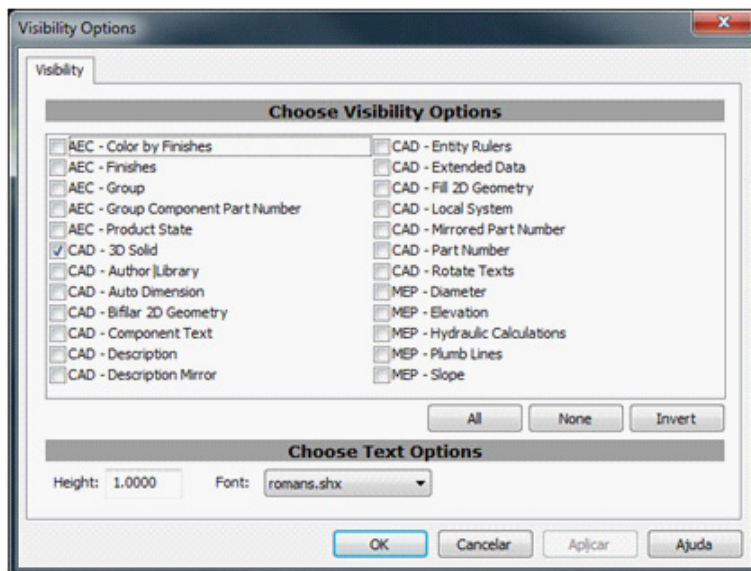 Visibility Options
Visibility
Choose Visibility Options
AEC - Color by Finishes
AEC - Finishes
AEC - Group
AEC - Group Component Part Number
AEC - Product State
CAD - 3D Solid
CAD - Author|Library
CAD - Auto Dimension
CAD - Bifilar 2D Geometry
CAD - Component Text
CAD - Description
CAD - Description Mirror
CAD - Entity Rulers
CAD - Extended Data
CAD - Fill 2D Geometry
CAD - Local System
CAD - Mirrored Part Number
CAD - Part Number
CAD - Rotate Texts
MEP - Diameter
MEP - Elevation
MEP - Hydraulic Calculations
MEP - Plumb Lines
MEP - Slope
All None Invert
Choose Text Options
Height: 1.0000 Font: romans.shx
OK Cancelar Aplicar Ajuda